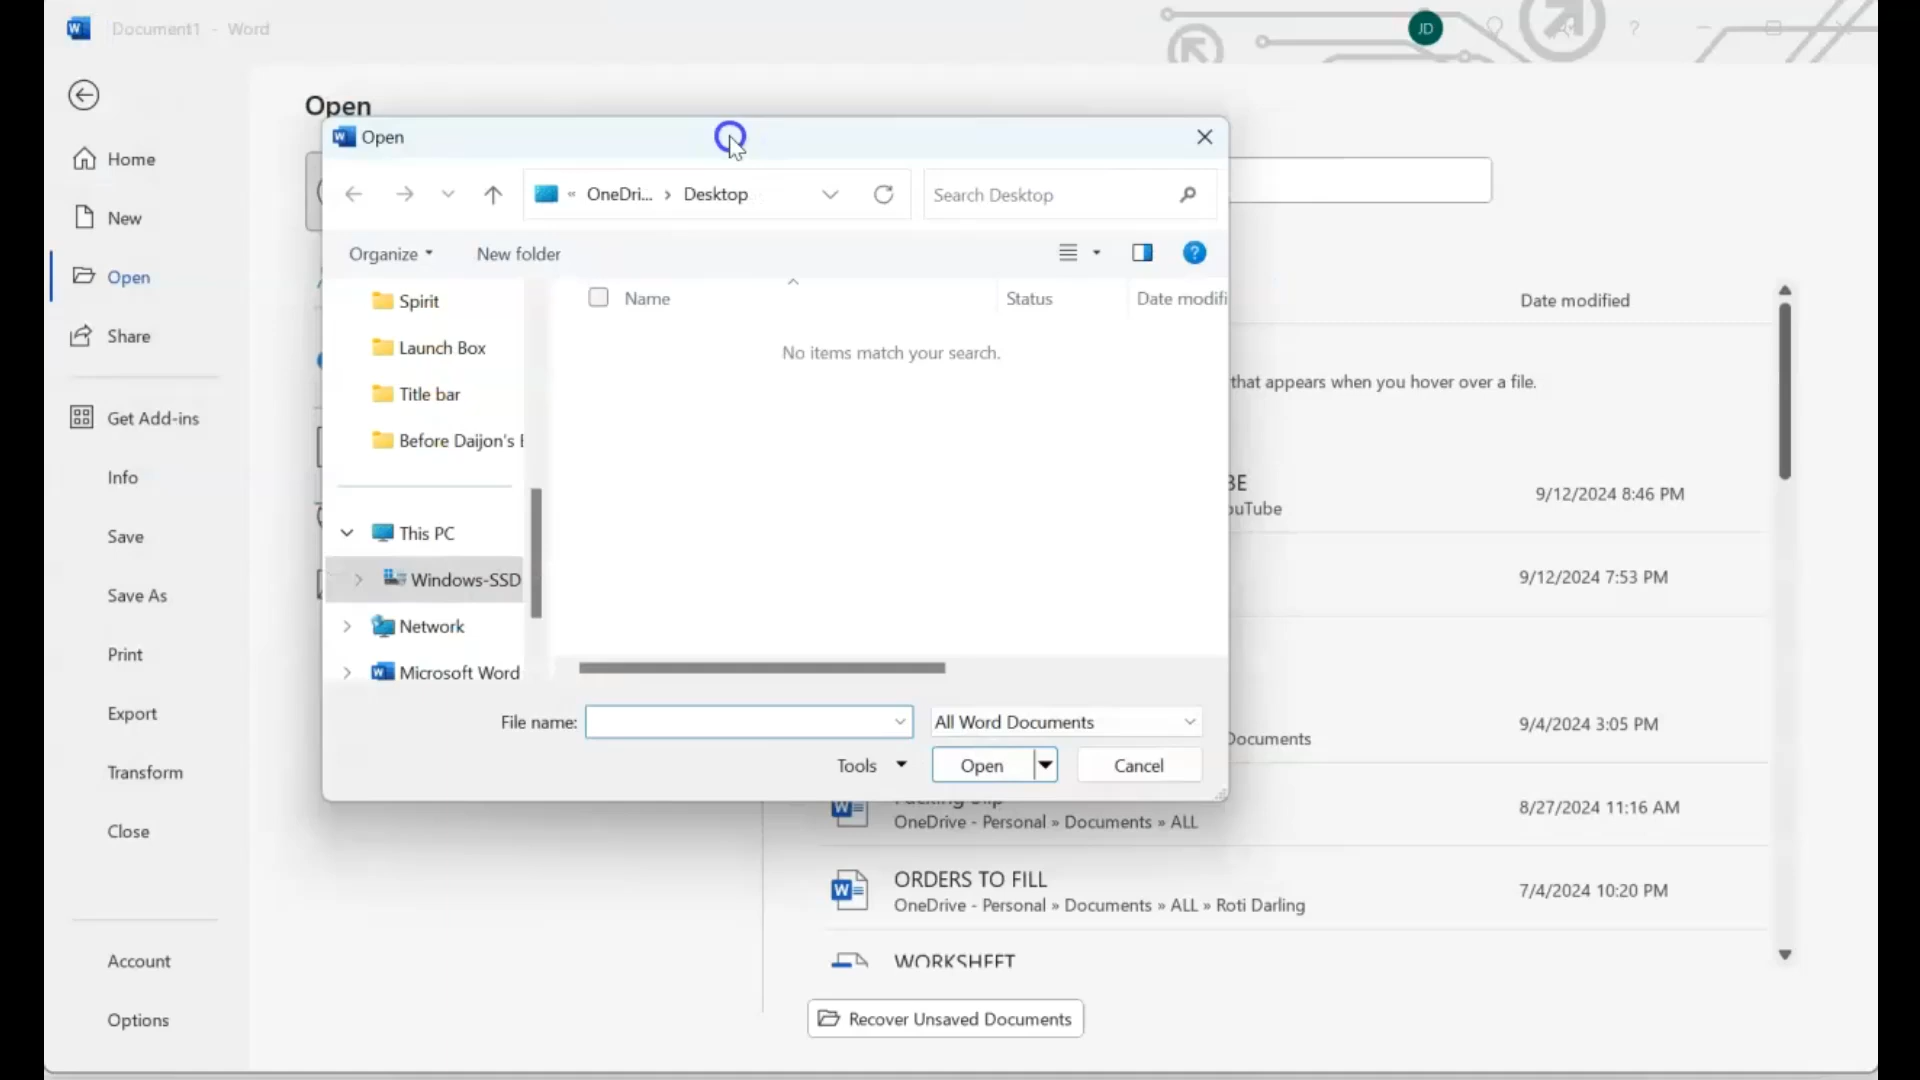 Document1 - Word
JD
?
Home
New
Open
Share
Get Add-ins
Info
Save
Save As
Print
Export
Transform
Close
Account
Options
Open
Open
« OneDri... › Desktop
Search Desktop
Organize
New folder
?
Spirit
Launch Box
Title bar
Before Daijon's
This PC
Windows-SSD
Network
Microsoft Word
Name
Status
Date modifi
No items match your search.
File name:
All Word Documents
Tools
Open
Cancel
Date modified
that appears when you hover over a file.
BE
9/12/2024 8:46 PM
ouTube
9/12/2024 7:53 PM
9/4/2024 3:05 PM
Documents
Packing Slip
8/27/2024 11:16 AM
OneDrive - Personal » Documents » ALL
ORDERS TO FILL
7/4/2024 10:20 PM
OneDrive - Personal » Documents » ALL » Roti Darling
WORKSHEET
Recover Unsaved Documents